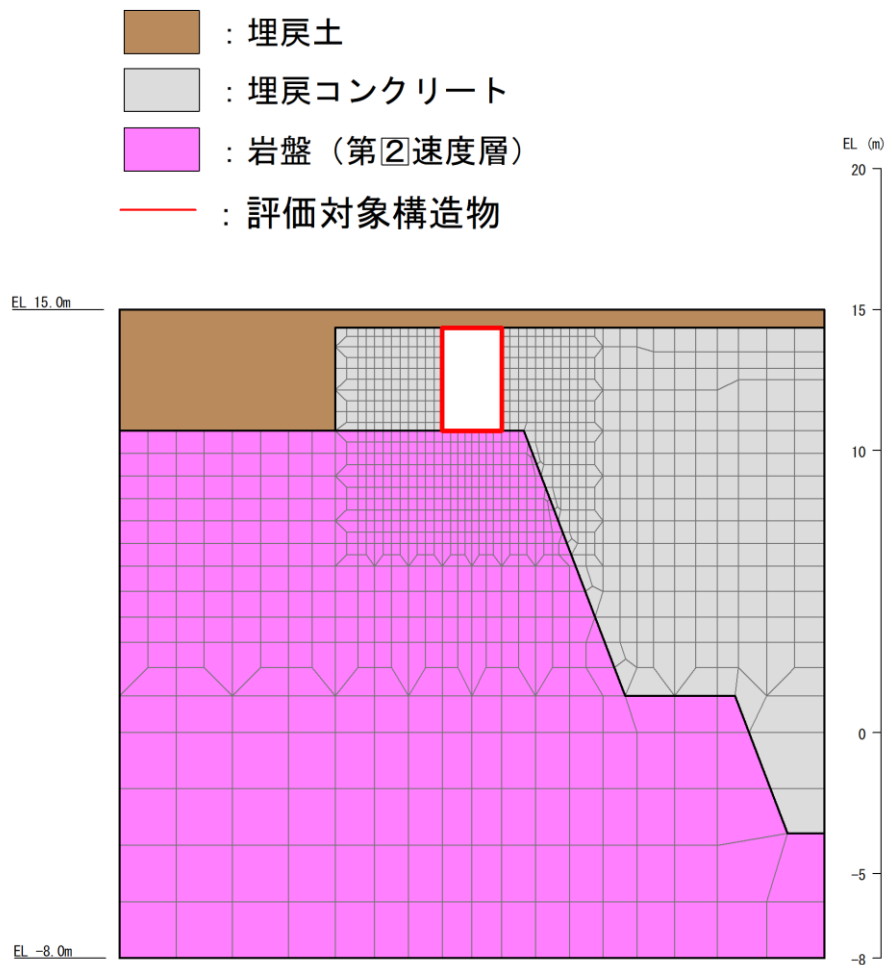 ：埋戻土
：埋戻コンクリート
：岩盤（第2速度層）
：評価対象構造物
EL (m)
20
EL 15.0m
15
10
0
-5
EL -8.0m
-8